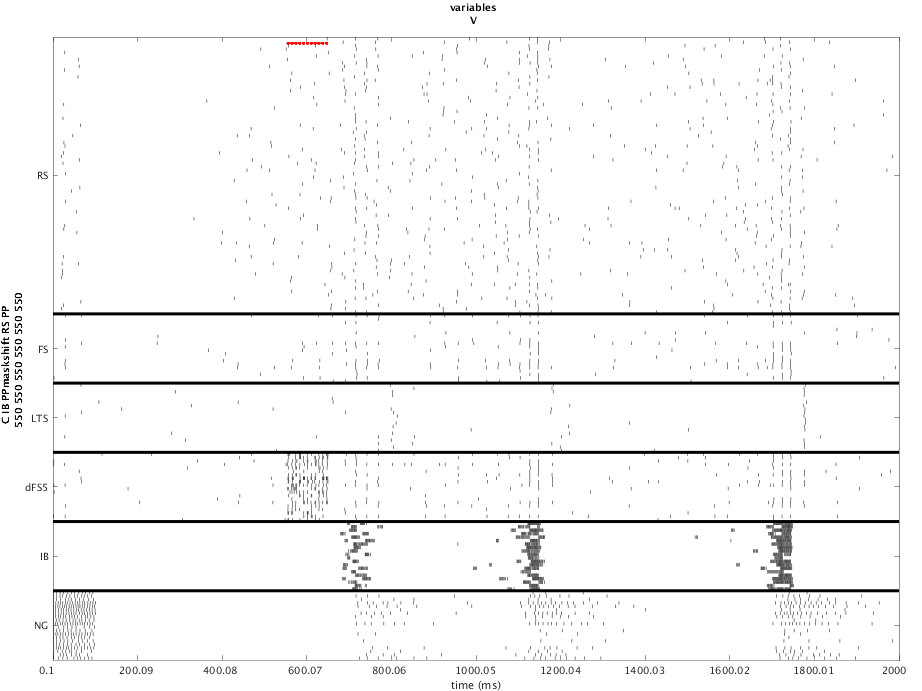 variables
V
C IB PPmaskshift RS PP
550 550 550 550 550 550 550
RS
FS
LTS
dFS5
IB
NG
0.1 200.09 400.08 600.07 800.06 1000.05 1200.04 1400.03 1600.02 1800.01 2000
time (ms)